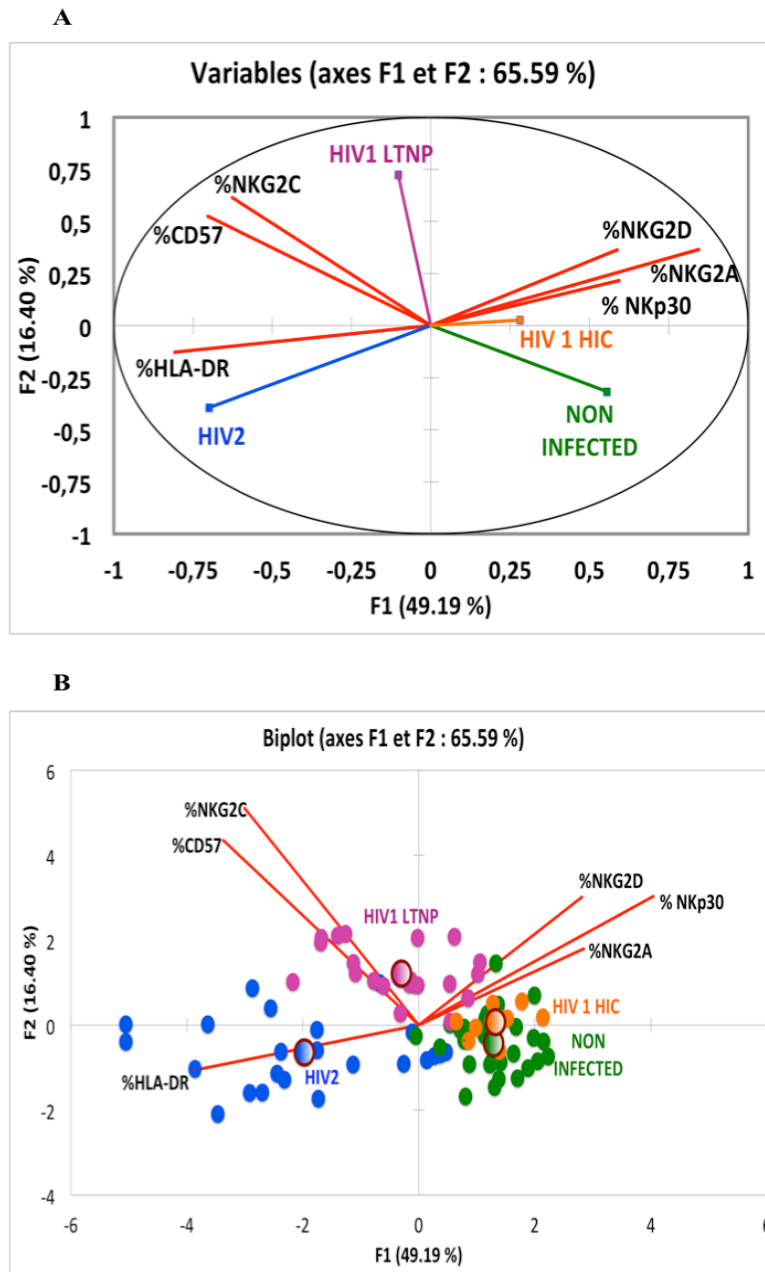 A
Variables (axes F1 et F2 : 65.59 %)
1
0,75
0,5
0,25
0
-0,25
-0,5
-0,75
-1
F2 (16.40 %)
HIV1 LTNP
%NKG2C
%CD57
%NKG2D
%NKG2A
% NKp30
HIV 1 HIC
%HLA-DR
HIV2
NON
INFECTED
-1 -0,75 -0,5 -0,25 0 0,25 0,5 0,75 1
F1 (49.19 %)
B
Biplot (axes F1 et F2 : 65.59 %)
6
4
2
0
-2
-4
F2 (16.40 %)
%NKG2C
%CD57
%NKG2D
% NKp30
HIV1 LTNP
%NKG2A
HIV 1 HIC
NON
INFECTED
%HLA-DR
HIV2
-6 -4 -2 0 2 4 6
F1 (49.19 %)